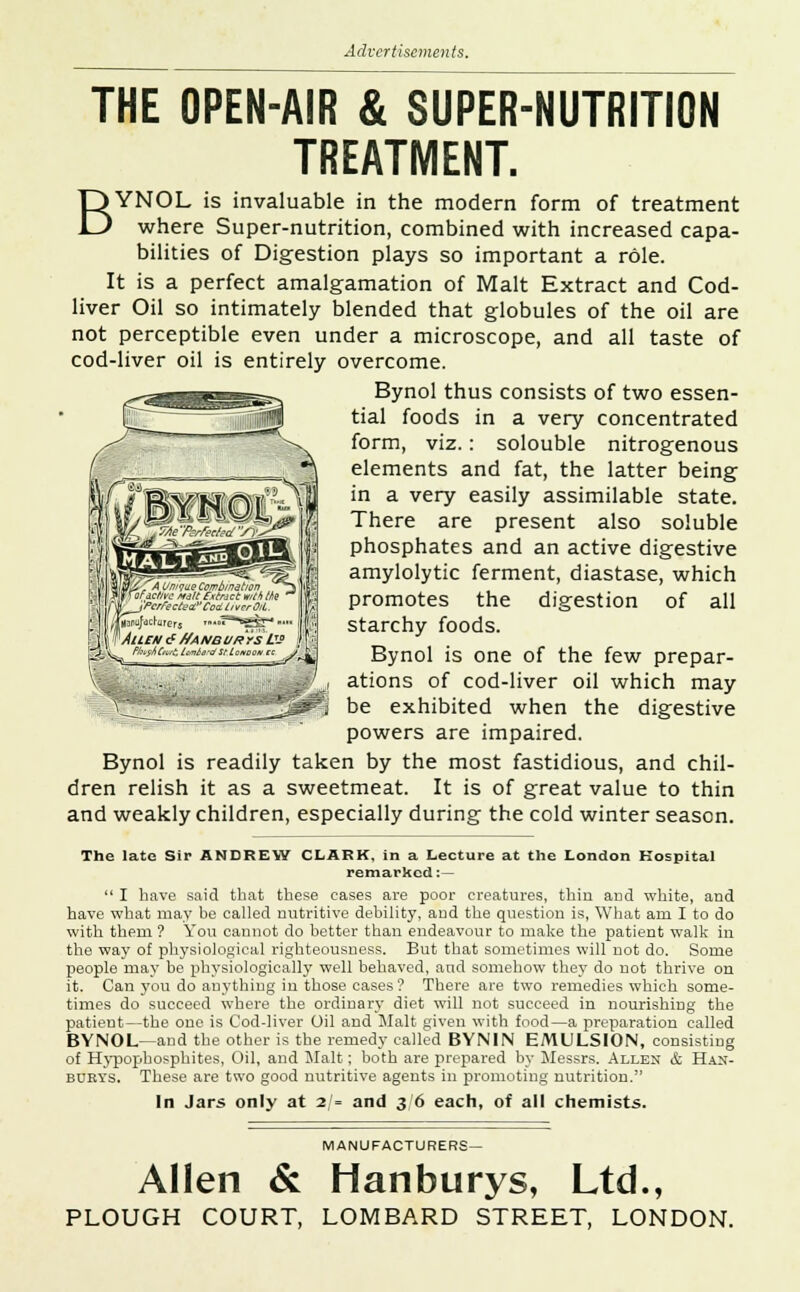 Advertisements.
THE OPEN-AIR & SUPER-NUTRITION
TREATMENT.
BYNOL is invaluable in the modern form of treatment
where Super-nutrition, combined with increased capa-
bilities of Digestion plays so important a rôle.
It is a perfect amalgamation of Malt Extract and Cod-
liver Oil so intimately blended that globules of the oil are
not perceptible even under a microscope, and all taste of
cod-liver oil is entirely overcome.
"BYNOL"
TRADE MARK
The "Perfected"
MALT AND OIL
A Unique Combination
of active Malt Extract with the
"Perfected" Cod Liver OIL.
Manufacturers TRADE MARK
ALLEN & HANBURYS LTD
Plough Court, Lombard St. LONDON EC
Bynol thus consists of two essen-
tial foods in a very concentrated
form, viz.: solouble nitrogenous
elements and fat, the latter being
in a very easily assimilable state.
There are present also soluble
phosphates and an active digestive
amylolytic ferment, diastase, which
promotes the digestion of all
starchy foods.
Bynol is one of the few prepar-
ations of cod-liver oil which may
be exhibited when the digestive
powers are impaired.
Bynol is readily taken by the most fastidious, and chil-
dren relish it as a sweetmeat. It is of great value to thin
and weakly children, especially during the cold winter season.
The late Sir ANDREW CLARK, in a Lecture at the London Hospital
remarked:—
"I have said that these cases are poor creatures, thin and white, and
have what may be called nutritive debility, and the question is, What am I to do
with them? You cannot do better than endeavour to make the patient walk in
the way of physiological righteousness. But that sometimes will not do. Some
people may be physiologically well behaved, and somehow they do not thrive on
it. Can you do anything in those cases? There are two remedies which some-
times do succeed where the ordinary diet will not succeed in nourishing the
patient—the one is Cod-liver Oil and Malt given with food—a preparation called
BYNOL—and the other is the remedy called BYNIN EMULSION, consisting
of Hypophosphites, Oil, and Malt; both are prepared by Messrs. ALLEN & HAN-
BURYS. These are two good nutritive agents in promoting nutrition."
In Jars only at 2/= and 3/6 each, of all chemists.
MANUFACTURERS—
Allen & Hanburys, Ltd.,
PLOUGH COURT, LOMBARD STREET, LONDON.